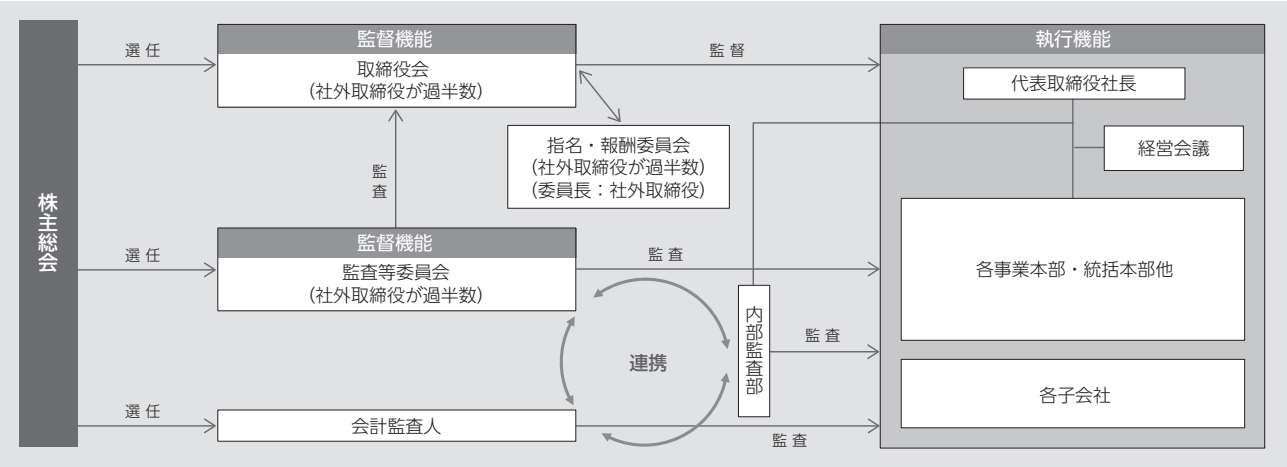 株主総会
選任
監督機能
取締役会
(社外取締役が過半数)
監督
指名・報酬委員会
(社外取締役が過半数)
(委員長:社外取締役)
監査
選任
監督機能
監査等委員会
(社外取締役が過半数)
監査
連携
内部監査部
監査
選任
会計監査人
監査
執行機能
代表取締役社長
経営会議
各事業本部・統括本部他
各子会社